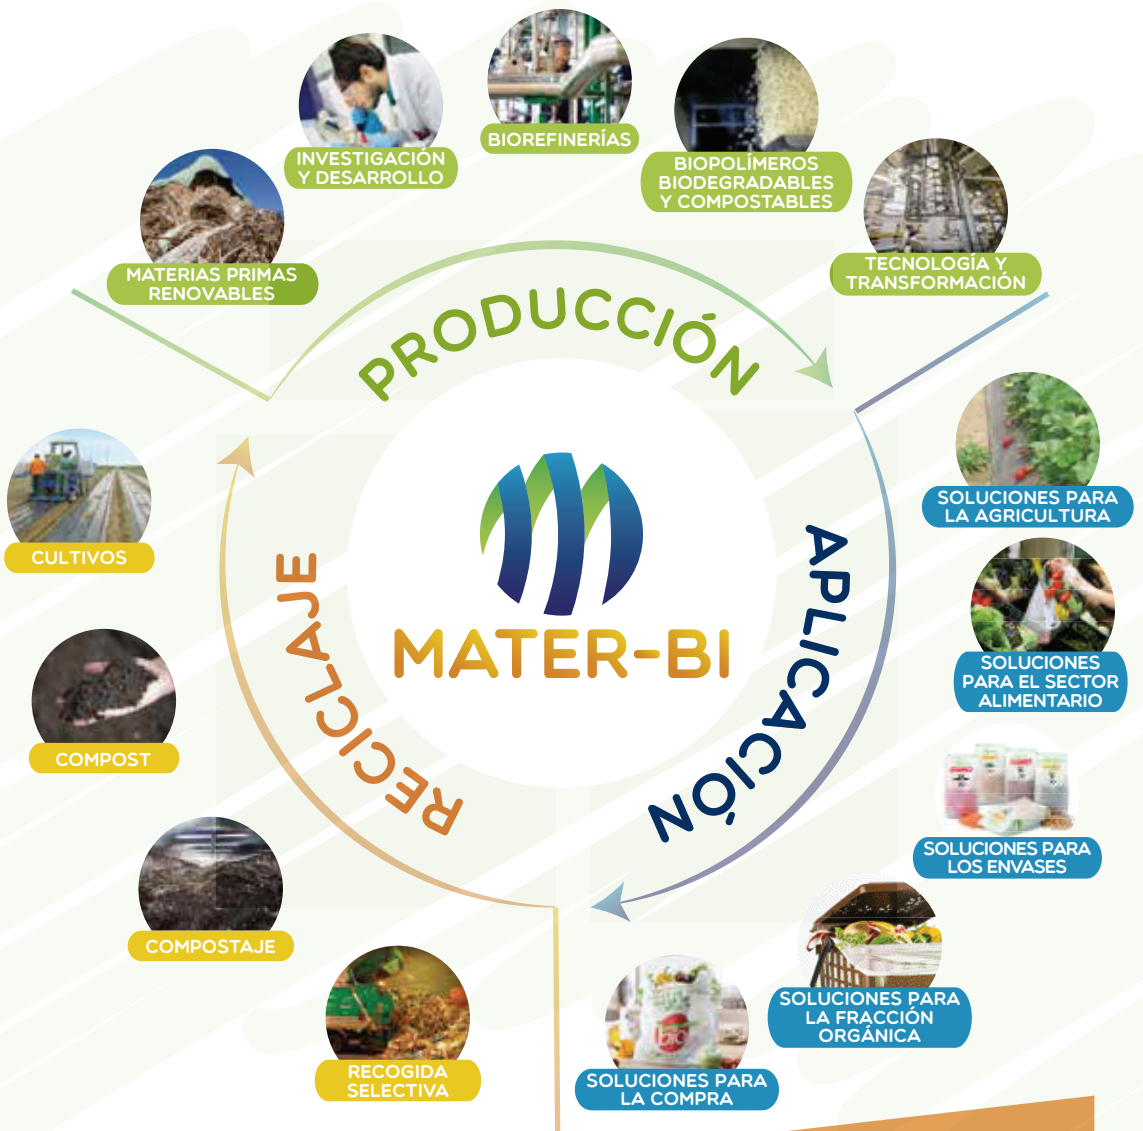 BIOREFINERÍAS
INVESTIGACIÓN
Y DESARROLLO
BIOPOLÍMEROS
BIODEGRADABLES
Y COMPOSTABLES
MATERIAS PRIMAS
RENOVABLES
TECNOLOGÍA Y
TRANSFORMACIÓN
PRODUCCIÓN
SOLUCIONES PARA
LA AGRICULTURA
SOLUCIONES
PARA EL SECTOR
ALIMENTARIO
SOLUCIONES PARA
LOS ENVASES
SOLUCIONES PARA
LA FRACCIÓN
ORGÁNICA
bio
SOLUCIONES PARA
LA COMPRA
APLICACIÓN
RECOGIDA
SELECTIVA
COMPOSTAJE
COMPOST
CULTIVOS
RECICLAJE
MATER-BI